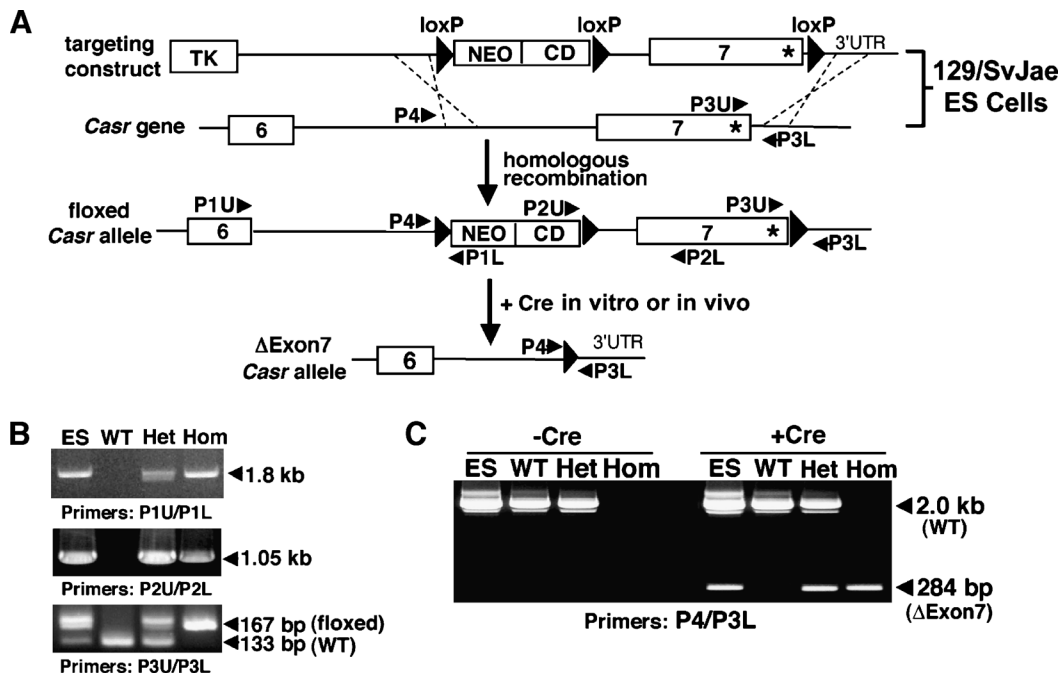 A
targeting construct
TK
loxP
NEO CD
loxP
7 *
loxP
3'UTR
129/SvJae ES Cells
Casr gene
6
P4
P3U
7 *
P3L
homologous recombination
floxed Casr allele
P1U
6
P4
P2U
NEO CD
P1L
P3U
7 *
P2L
P3L
+ Cre in vitro or in vivo
ΔExon7 Casr allele
6
P4
3'UTR
P3L
B
ES WT Het Hom
1.8 kb
Primers: P1U/P1L
1.05 kb
Primers: P2U/P2L
167 bp (floxed)
133 bp (WT)
Primers: P3U/P3L
C
-Cre +Cre
ES WT Het Hom ES WT Het Hom
2.0 kb
(WT)
284 bp
(ΔExon7)
Primers: P4/P3L